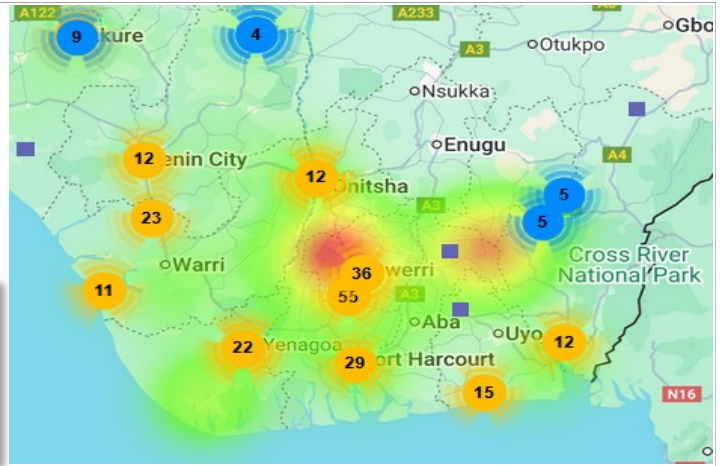 A122
A233
9
kure
4
A3
Otukpo
Gbo
Nsukka
12
enin City
Enugu
A4
12
Onitsha
5
A3
5
23
Cross River
National Park
Warri
36
werri
11
55
A3
Aba
Uyo
12
22
Yenagoa
29
ort Harcourt
15
N16